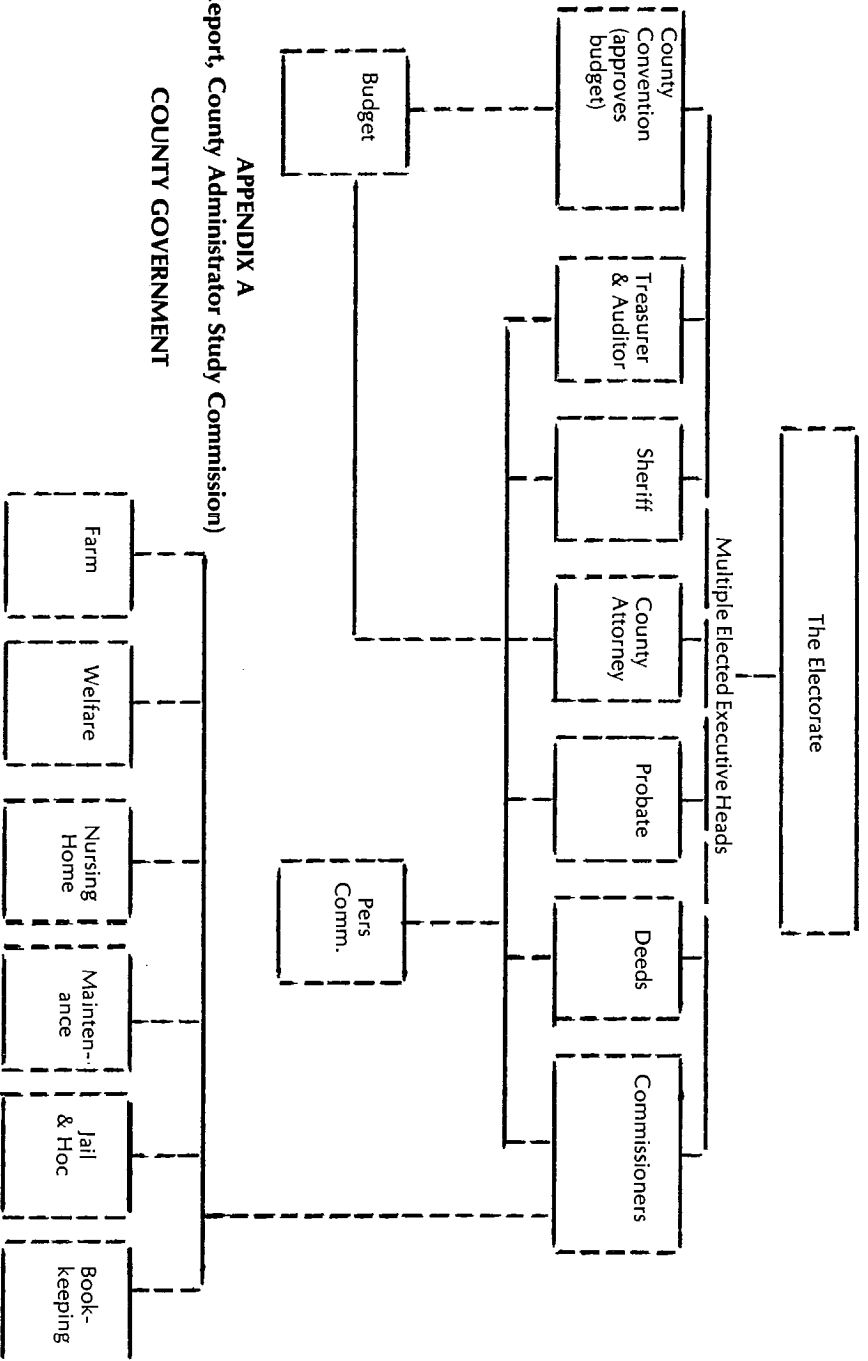 The Electorate
Multiple Elected Executive Heads
County
Convention
(approves
budget)
Treasurer
& Auditor
Sheriff
County
Attorney
Probate
Deeds
Commissioners
Budget
Pers
Comm.
APPENDIX A
eport, County Administrator Study Commission)
COUNTY GOVERNMENT
Farm
Welfare
Nursing
Home
Mainten-
ance
Jail
& Hoc
Book-
keeping